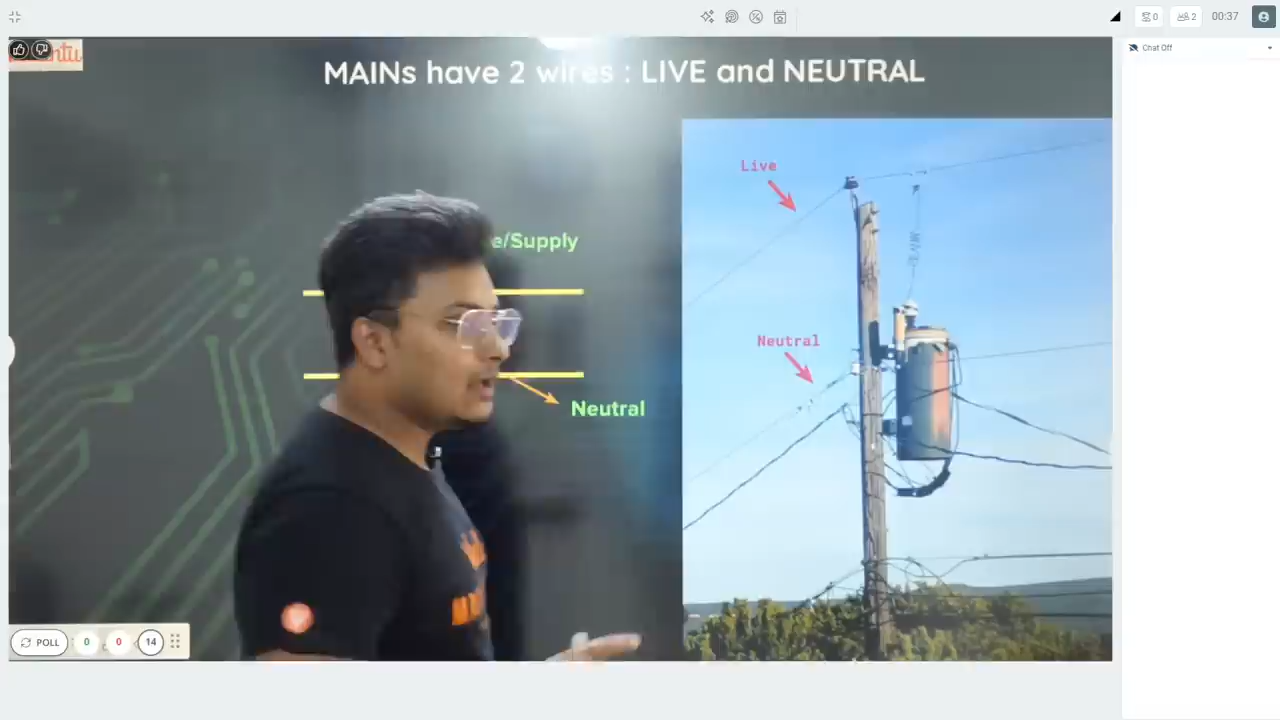 0
2
00:37
Chat Off
MAINs have 2 wires : LIVE and NEUTRAL
Live
e/Supply
Neutral
Neutral
POLL
0
0
14